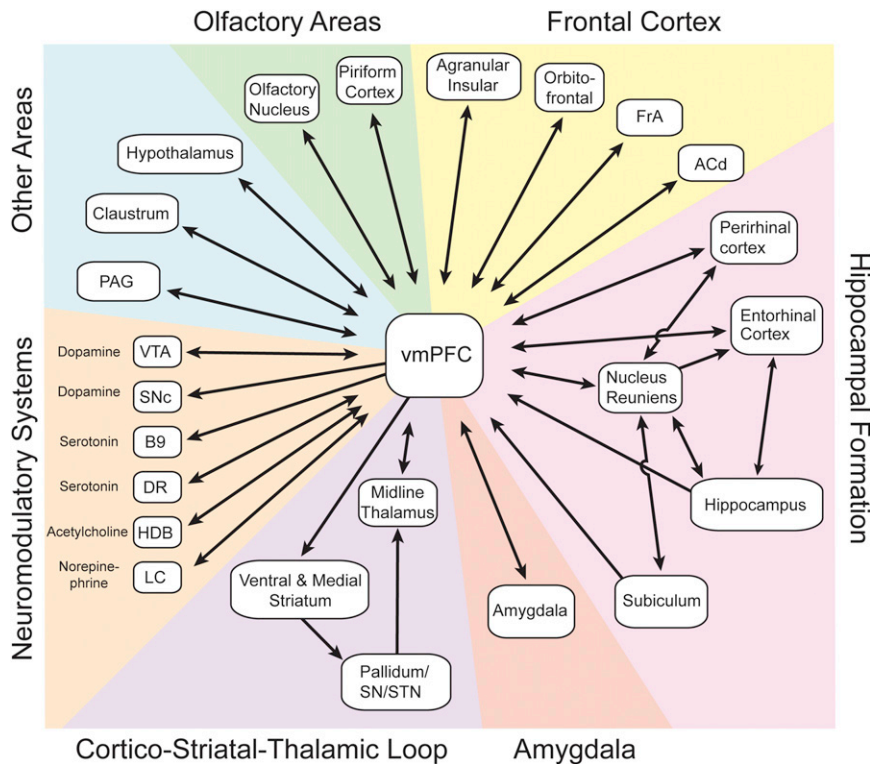 Olfactory Areas
Frontal Cortex
Other Areas
Olfactory
Nucleus
Piriform
Cortex
Agranular
Insular
Orbito-
frontal
FrA
ACd
Hypothalamus
Claustrum
PAG
Perirhinal
cortex
Entorhinal
Cortex
Nucleus
Reuniens
Hippocampus
Subiculum
Hippocampal Formation
vmPFC
Neuromodulatory Systems
Dopamine
VTA
Dopamine
SNc
Serotonin
B9
Serotonin
DR
Acetylcholine
HDB
Norepine-
phrine
LC
Midline
Thalamus
Ventral & Medial
Striatum
Pallidum/
SN/STN
Amygdala
Cortico-Striatal-Thalamic Loop
Amygdala